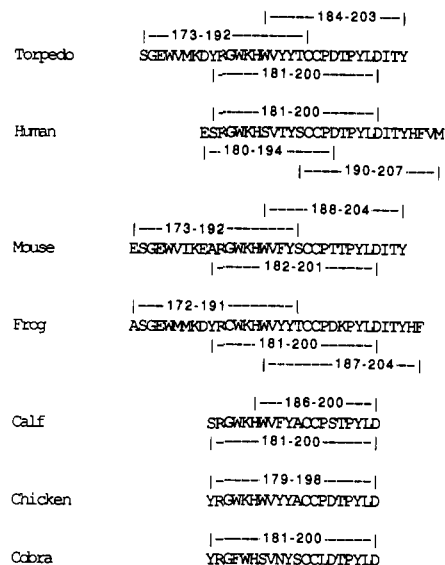 |-----184-203-----|
|----173-192-------|
Torpedo SGEWVMKDYRGWKHWVYYTCCPDTPYLDITY
|-----181-200------|
|------181-200-----|
Human ESRGWKHSVTYSCCPDTPYLDITYHFVM
|---180-194----|
|-----190-207----|
|-----188-204----|
|---173-192-------|
Mouse ESGEWVIKEARGWKHWVFYSCCPTTPYLDITY
|-----182-201------|
|---172-191-------|
Frog ASGEWMMKDYRCWKHWVYYTCCPDKPYLDITYHF
|-----181-200------|
|-----187-204-----|
|---186-200---|
Calf SRGWKHWVFYACCPSTPYLD
|-----181-200-----|
|------179-198-----|
Chicken YRGWKHWVYYACCPDTPYLD
|------181-200-----|
Cobra YRGFWHSVNYSCCLDTPYLD